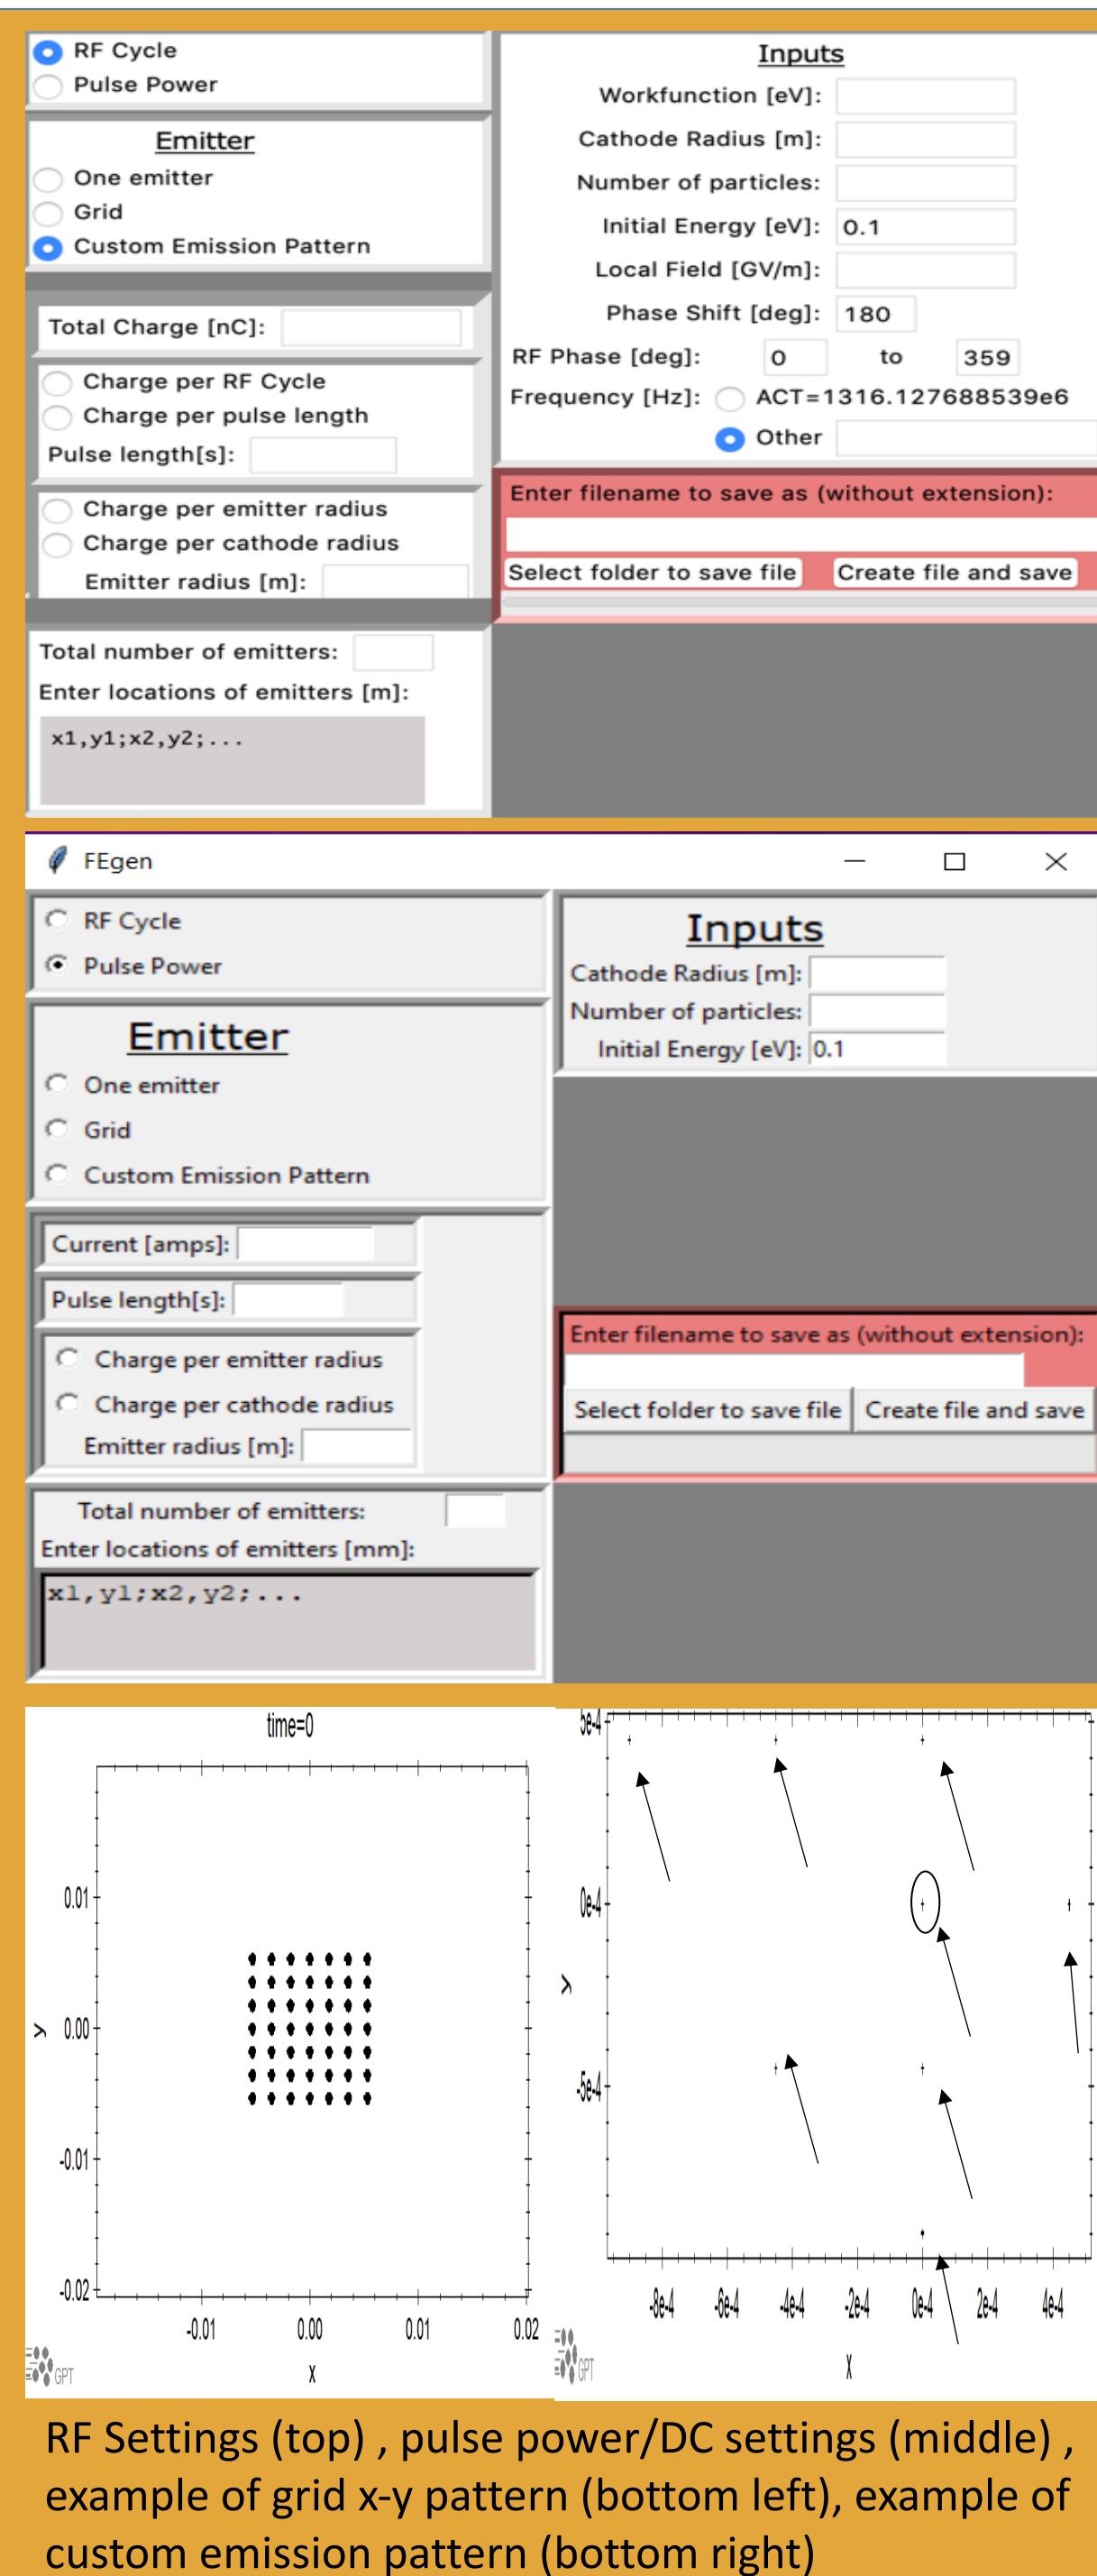 RF Cycle
Pulse Power
Emitter
One emitter
Grid
Custom Emission Pattern
Total Charge [nC]:
Charge per RF Cycle
Charge per pulse length
Pulse length[s]:
Charge per emitter radius
Charge per cathode radius
Emitter radius [m]:
Total number of emitters:
Enter locations of emitters [m]:
x1,y1;x2,y2;...
Inputs
Workfunction [eV]:
Cathode Radius [m]:
Number of particles:
Initial Energy [eV]: 0.1
Local Field [GV/m]:
Phase Shift [deg]: 180
RF Phase [deg]: 0 to 359
Frequency [Hz]: ACT=1316.127688539e6
Other
Enter filename to save as (without extension):
Select folder to save file Create file and save
FEgen
RF Cycle
Pulse Power
Emitter
One emitter
Grid
Custom Emission Pattern
Current [amps]:
Pulse length[s]:
Charge per emitter radius
Charge per cathode radius
Emitter radius [m]:
Total number of emitters:
Enter locations of emitters [mm]:
x1,y1;x2,y2;...
Inputs
Cathode Radius [m]:
Number of particles:
Initial Energy [eV]: 0.1
Enter filename to save as (without extension):
Select folder to save file Create file and save
time=0
0.01
0.00
-0.01
-0.02
y
-0.01 0.00 0.01 0.02
x
GPT
5e-4
0e-4
-5e-4
y
-8e-4 -6e-4 -4e-4 -2e-4 0e-4 2e-4 4e-4
X
GPT
RF Settings (top) , pulse power/DC settings (middle) ,
example of grid x-y pattern (bottom left), example of
custom emission pattern (bottom right)